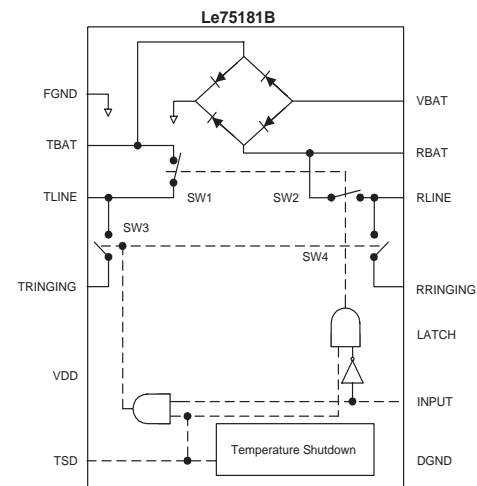 Le75181B
FGND
VBAT
TBAT
RBAT
TLINE
SW1
SW2
RLINE
SW3
SW4
TRINGING
RRINGING
LATCH
VDD
INPUT
TSD
Temperature Shutdown
DGND